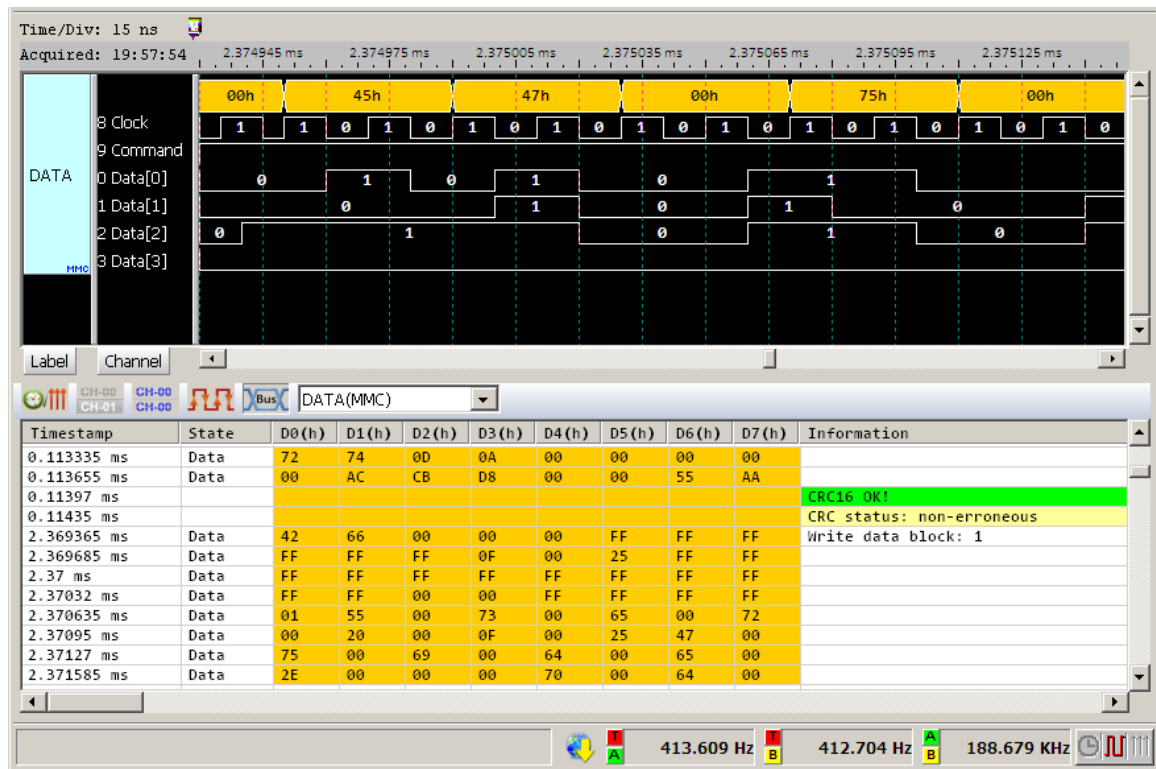 Time/Div: 15 ns
Acquired: 19:57:54 2.374945 ms 2.374975 ms 2.375005 ms 2.375035 ms 2.375065 ms 2.375095 ms 2.375125 ms
00h 45h 47h 00h 75h 00h
8 Clock 1 1 0 1 0 1 0 1 0 1 0 1 0 1 0 1 0 1 0 1 0
9 Command
DATA 0 Data[0] 0 1 0 1 0 1
1 Data[1] 0 1 0 1 0
2 Data[2] 0 1 0 1 0
MMC 3 Data[3]
Label Channel
CH-00 CH-01 CH-00 CH-00 Bus DATA(MMC)
Timestamp State D0(h) D1(h) D2(h) D3(h) D4(h) D5(h) D6(h) D7(h) Information
0.113335 ms Data 72 74 0D 0A 00 00 00 00
0.113655 ms Data 00 AC CB D8 00 00 55 AA
0.11397 ms CRC16 OK!
0.11435 ms CRC status: non-erroneous
2.369365 ms Data 42 66 00 00 00 FF FF FF Write data block: 1
2.369685 ms Data FF FF FF 0F 00 25 FF FF
2.37 ms Data FF FF FF FF FF FF FF FF
2.37032 ms Data FF FF 00 00 FF FF FF FF
2.370635 ms Data 01 55 00 73 00 65 00 72
2.37095 ms Data 00 20 00 0F 00 25 47 00
2.37127 ms Data 75 00 69 00 64 00 65 00
2.371585 ms Data 2E 00 00 00 70 00 64 00
T A 413.609 Hz T B 412.704 Hz A B 188.679 KHz